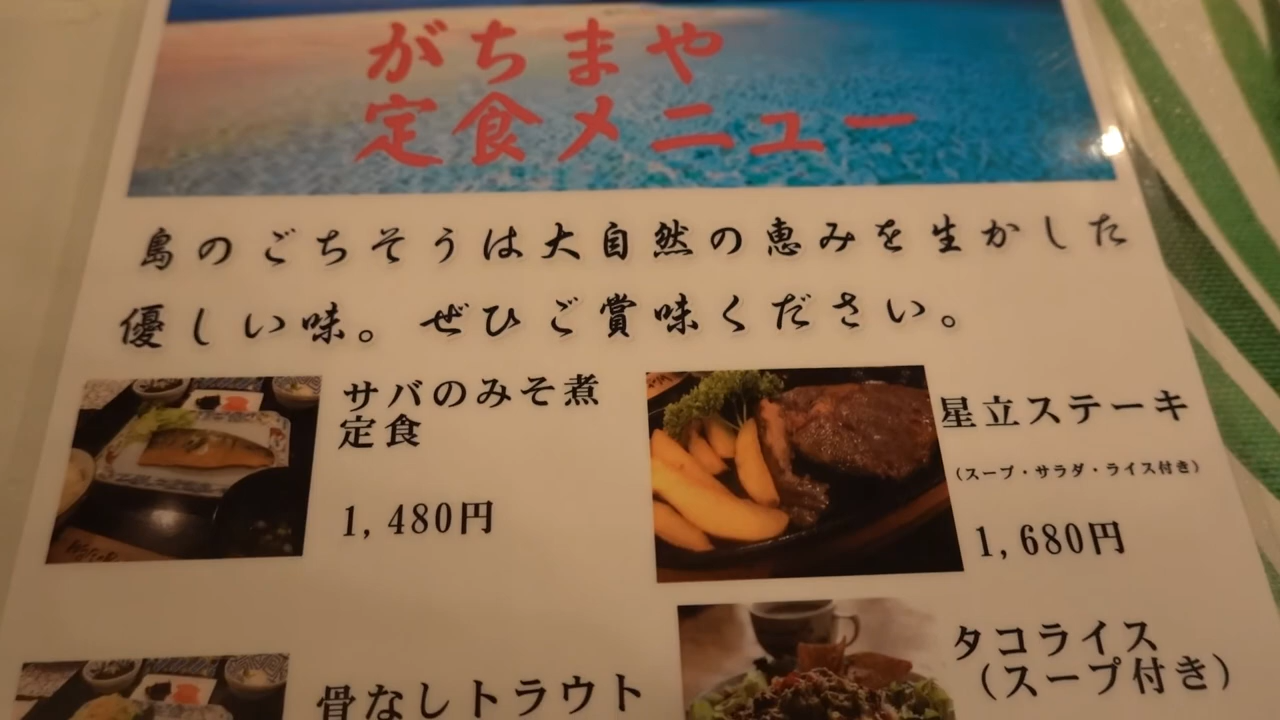 がちまや
定食メニュー
島のごちそうは大自然の恵みを生かした
優しい味。ぜひご賞味ください。
サバのみそ煮
定食
1,480円
星立ステーキ
(スープ・サラダ・ライス付き)
1,680円
骨なしトラウト
タコライス
(スープ付き)